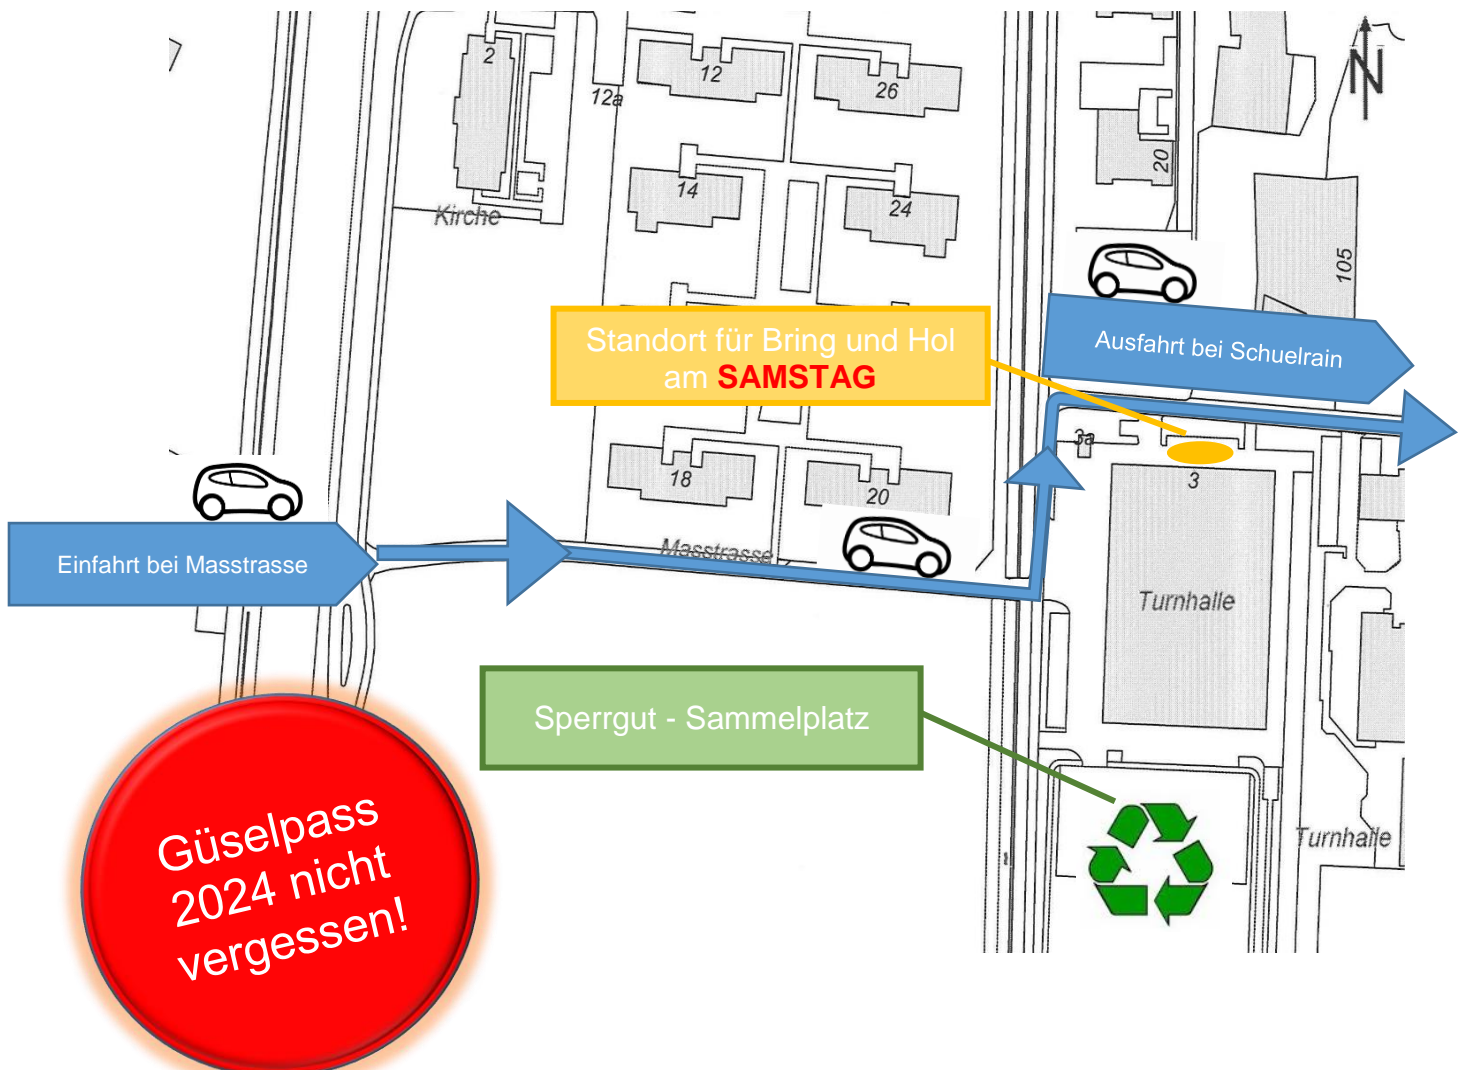 2
12
12a
26
N
20
14
24
Kirche
105
Standort für Bring und Hol
am SAMSTAG
Ausfahrt bei Schuelrain
3a
18
20
3
Masstrasse
Einfahrt bei Masstrasse
Turnhalle
Sperrgut - Sammelplatz
Turnhalle
Güselpass
2024 nicht
vergessen!